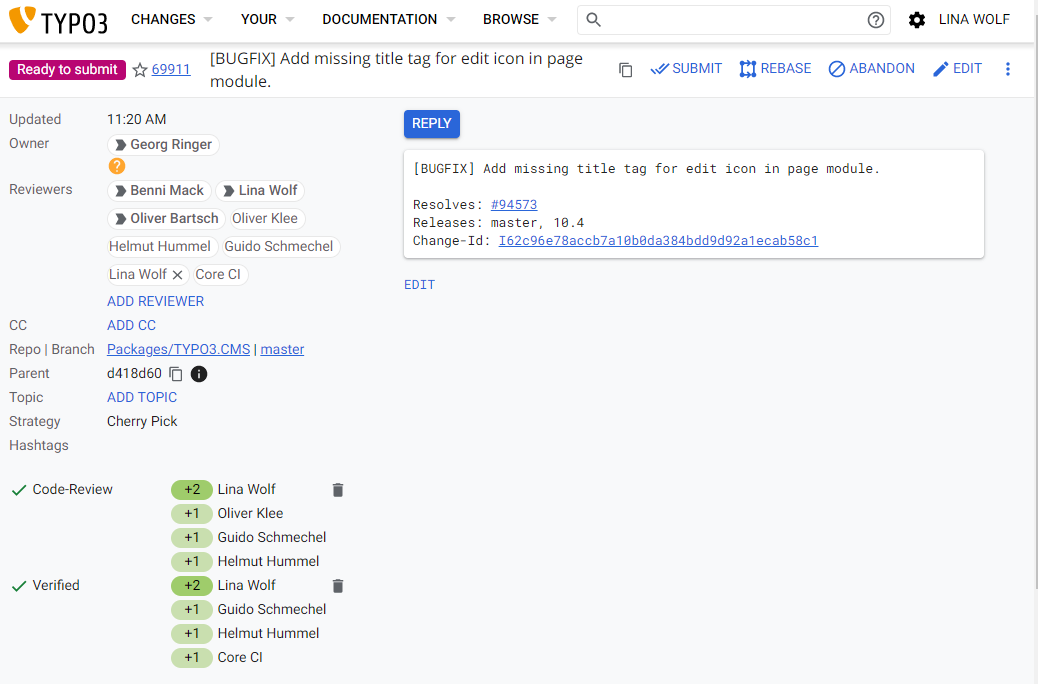 TYPO3 CHANGES YOUR DOCUMENTATION BROWSE LINA WOLF
Ready to submit 69911 [BUGFIX] Add missing title tag for edit icon in page module. SUBMIT REBASE ABANDON EDIT
Updated 11:20 AM
Owner Georg Ringer
Reviewers Benni Mack Lina Wolf
Oliver Bartsch Oliver Klee
Helmut Hummel Guido Schmechel
Lina Wolf Core CI
ADD REVIEWER
CC ADD CC
Repo | Branch Packages/TYPO3.CMS | master
Parent d418d60
Topic ADD TOPIC
Strategy Cherry Pick
Hashtags
Code-Review +2 Lina Wolf
+1 Oliver Klee
+1 Guido Schmechel
+1 Helmut Hummel
Verified +2 Lina Wolf
+1 Guido Schmechel
+1 Helmut Hummel
+1 Core CI
REPLY
[BUGFIX] Add missing title tag for edit icon in page module.
Resolves: #94573
Releases: master, 10.4
Change-Id: I62c96e78accb7a10b0da384bdd9d92a1ecab58c1
EDIT